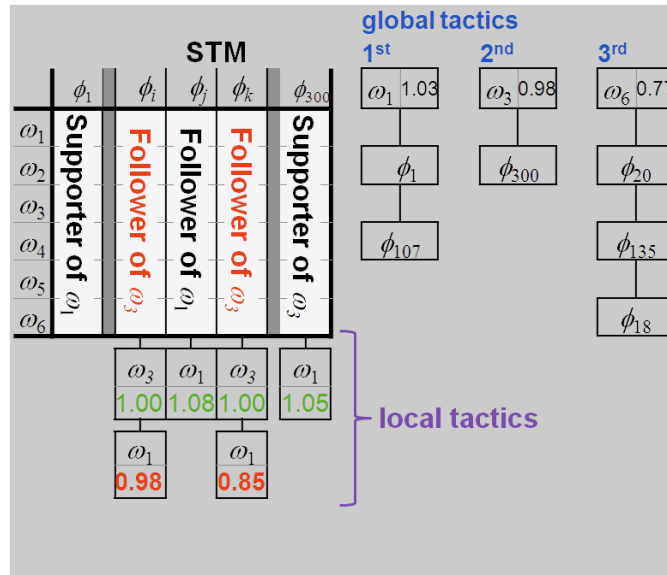 global tactics
STM
1st 2nd 3rd
ω1 1.03 ω3 0.98 ω6 0.77
ϕ1 ϕi ϕj ϕk ϕ300
ω1
ω2
ω3
ω4
ω5
ω6
Supporter of ω1
Follower of ω3
Follower of ω1
Follower of ω3
Supporter of ω3
ϕ1 ϕ300 ϕ20
ϕ107 ϕ135
ϕ18
ω3 ω1 ω3 ω1
1.00 1.08 1.00 1.05
local tactics
ω1 ω1
0.98 0.85